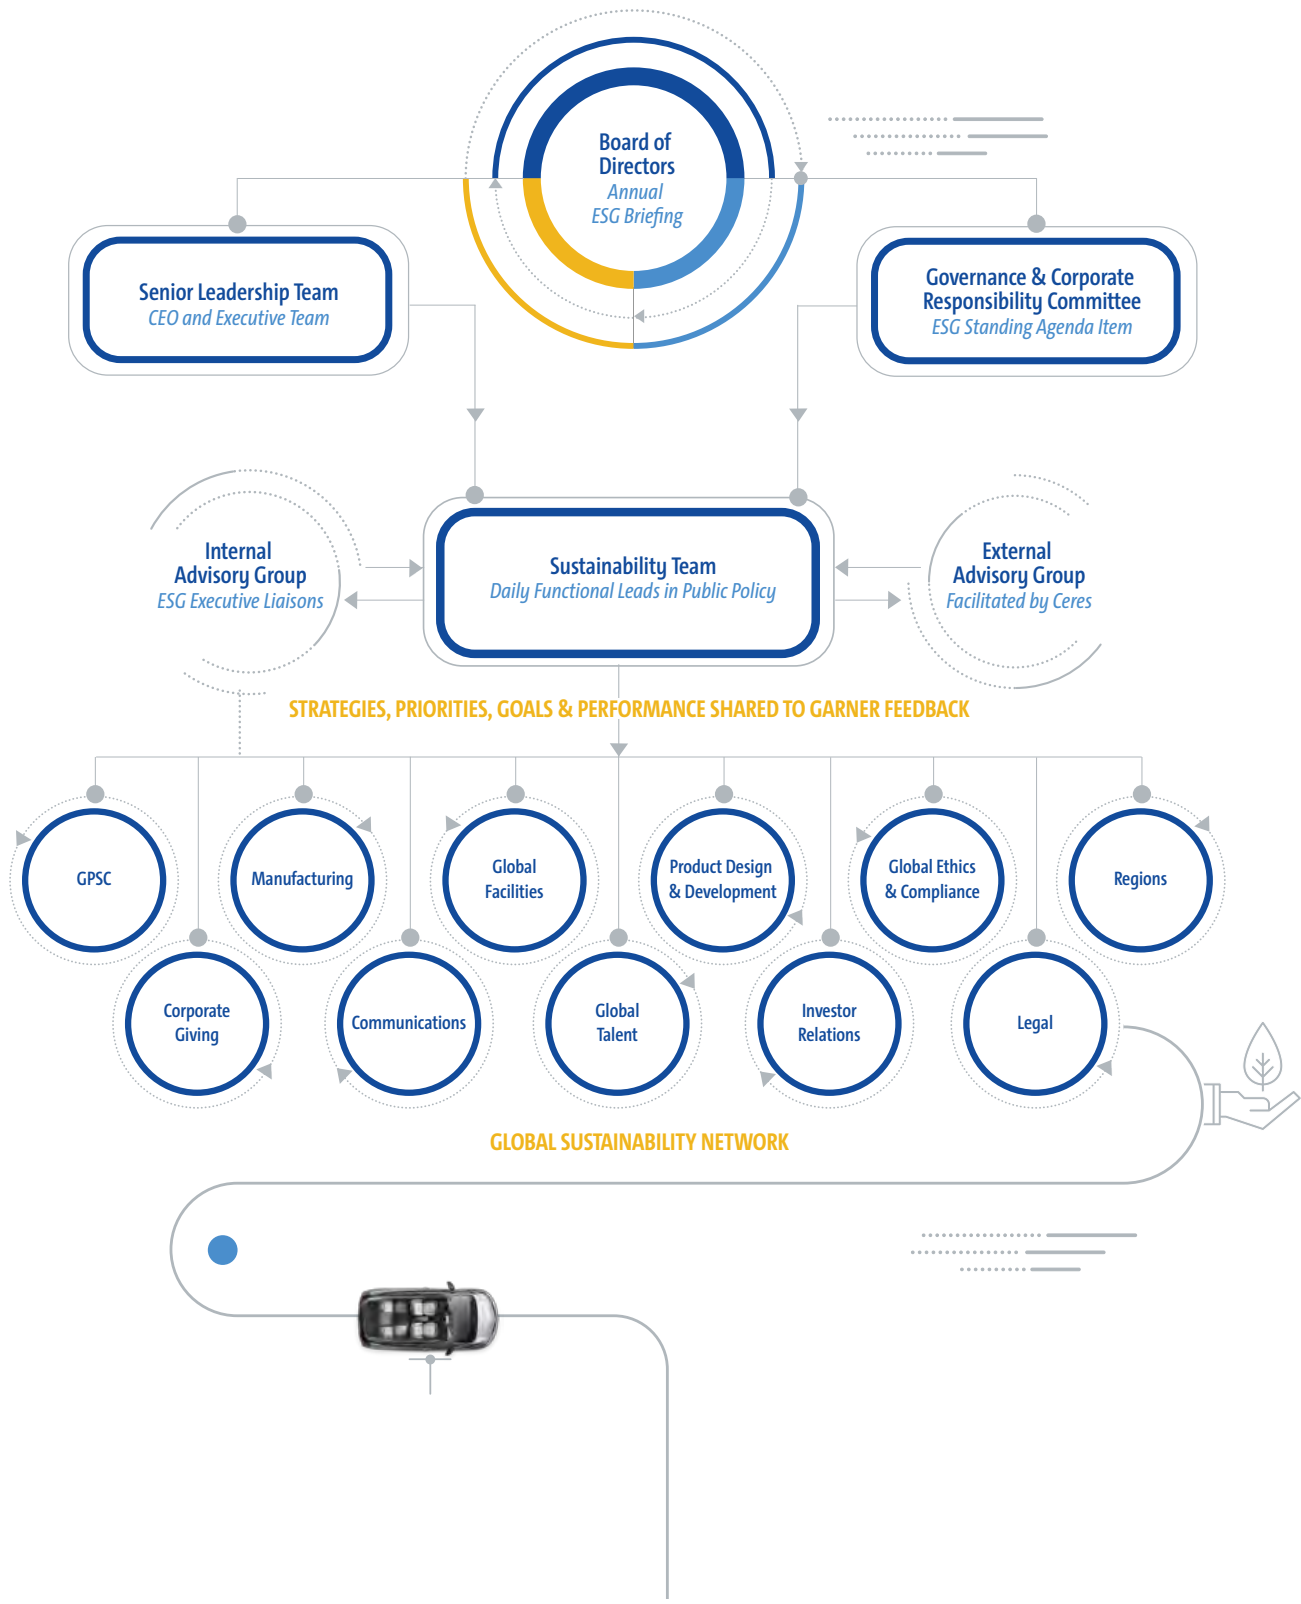 Board of
Directors
Annual
ESG Briefing
Senior Leadership Team
CEO and Executive Team
Governance & Corporate
Responsibility Committee
ESG Standing Agenda Item
Internal
Advisory Group
ESG Executive Liaisons
Sustainability Team
Daily Functional Leads in Public Policy
External
Advisory Group
Facilitated by Ceres
STRATEGIES, PRIORITIES, GOALS & PERFORMANCE SHARED TO GARNER FEEDBACK
GPSC
Manufacturing
Global
Facilities
Product Design
& Development
Global Ethics
& Compliance
Regions
Corporate
Giving
Communications
Global
Talent
Investor
Relations
Legal
GLOBAL SUSTAINABILITY NETWORK